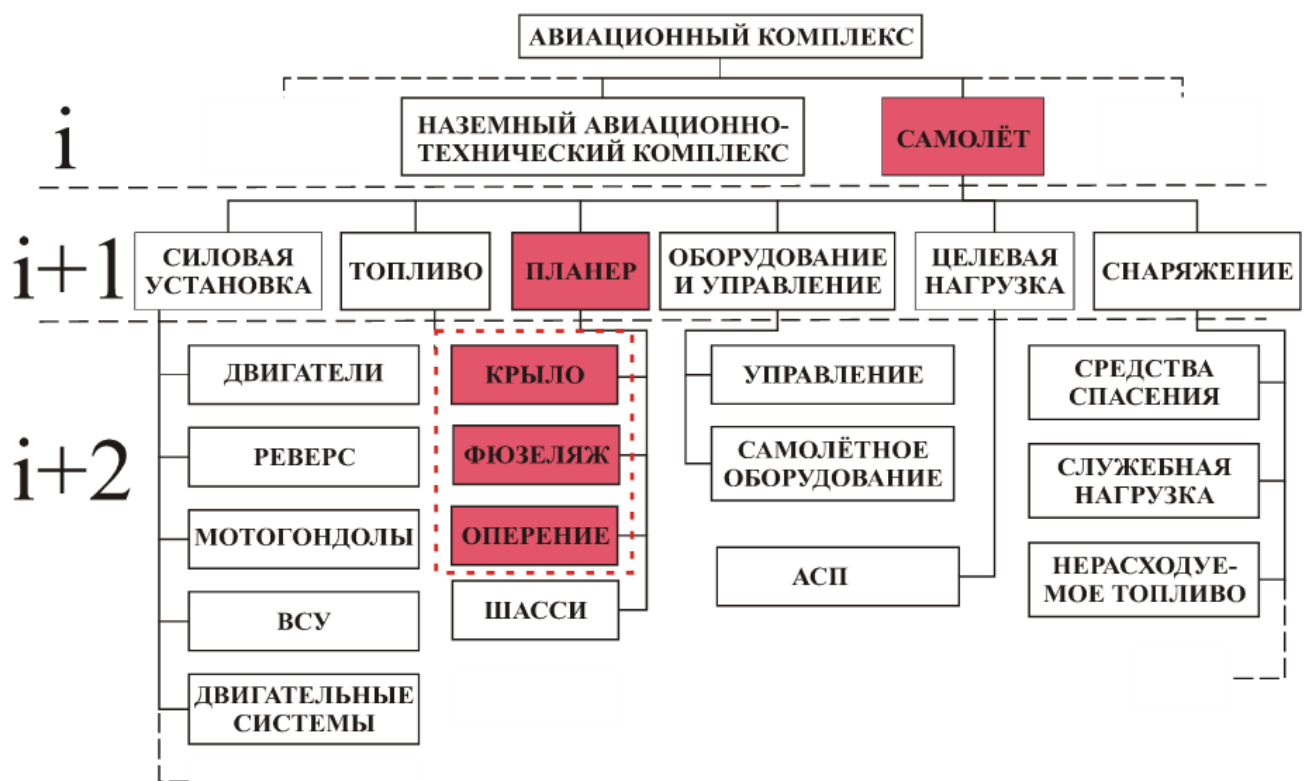 АВИАЦИОННЫЙ КОМПЛЕКС
i
НАЗЕМНЫЙ АВИАЦИОННО-
ТЕХНИЧЕСКИЙ КОМПЛЕКС
САМОЛЁТ
i+1
СИЛОВАЯ
УСТАНОВКА
ТОПЛИВО
ПЛАНЕР
ОБОРУДОВАНИЕ
И УПРАВЛЕНИЕ
ЦЕЛЕВАЯ
НАГРУЗКА
СНАРЯЖЕНИЕ
i+2
ДВИГАТЕЛИ
РЕВЕРС
МОТОГОНДОЛЫ
ВСУ
ДВИГАТЕЛЬНЫЕ
СИСТЕМЫ
КРЫЛО
ФЮЗЕЛЯЖ
ОПЕРЕНИЕ
ШАССИ
УПРАВЛЕНИЕ
САМОЛЁТНОЕ
ОБОРУДОВАНИЕ
АСП
СРЕДСТВА
СПАСЕНИЯ
СЛУЖЕБНАЯ
НАГРУЗКА
НЕРАСХОДУЕ-
МОЕ ТОПЛИВО